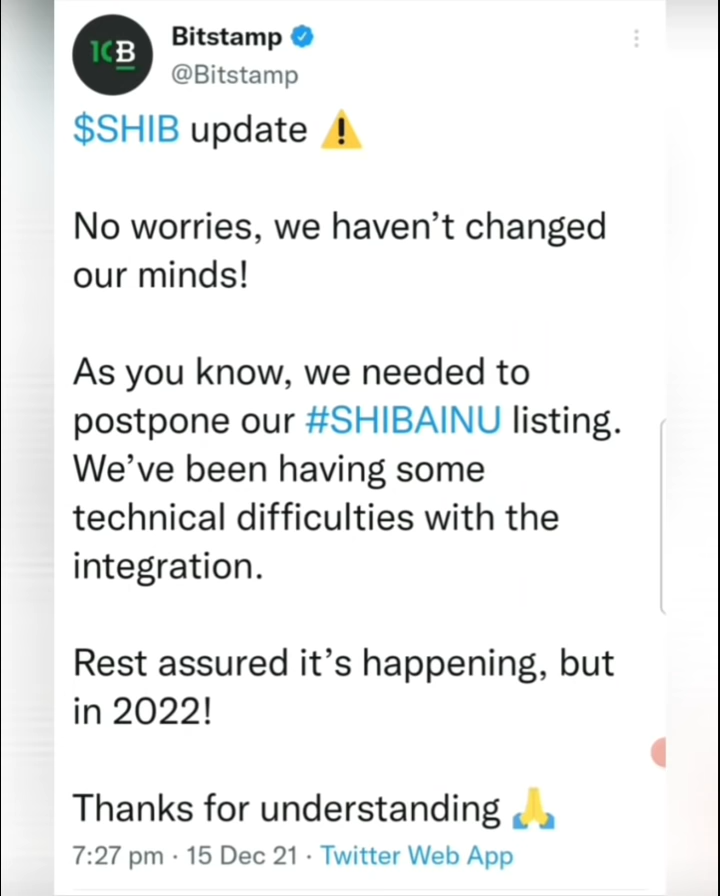 10B
Bitstamp
@Bitstamp
$SHIB update ⚠️
No worries, we haven’t changed
our minds!
As you know, we needed to
postpone our #SHIBAINU listing.
We’ve been having some
technical difficulties with the
integration.
Rest assured it’s happening, but
in 2022!
Thanks for understanding 🙏
7:27 pm · 15 Dec 21 · Twitter Web App